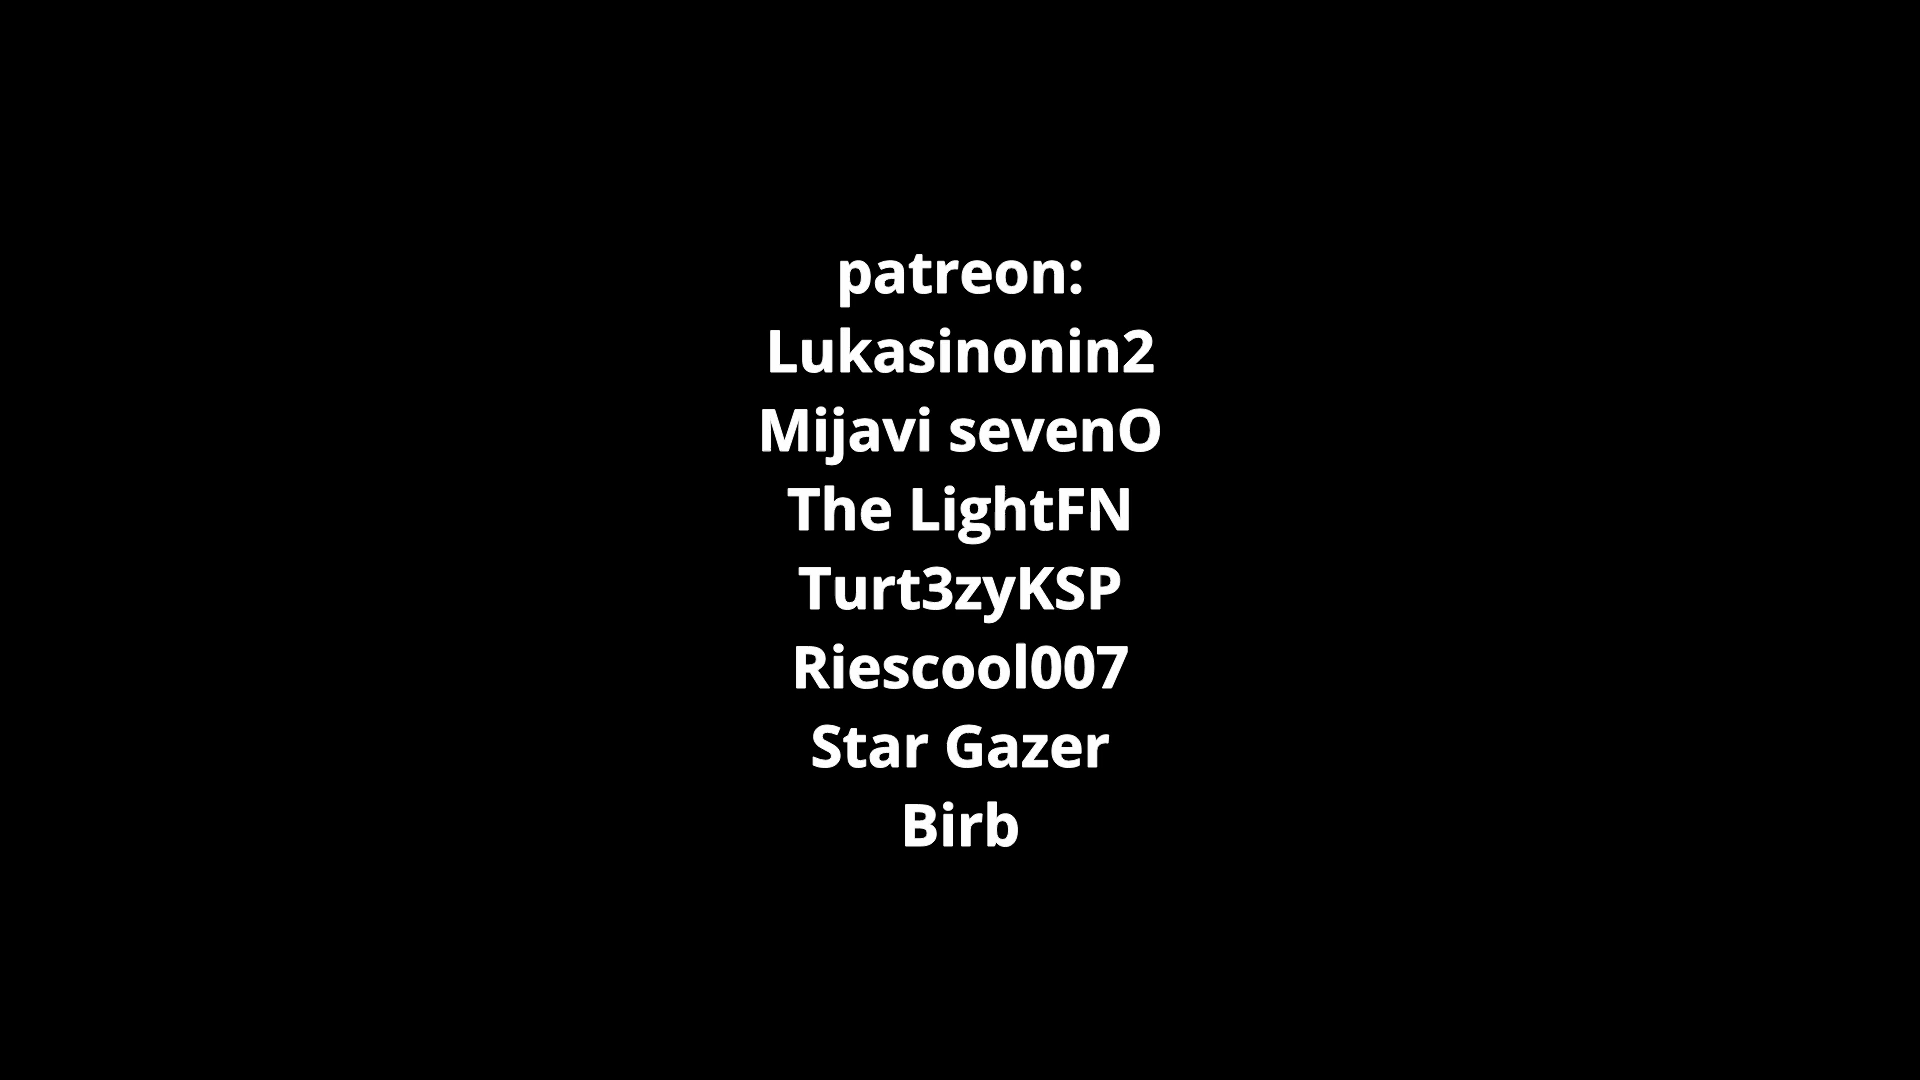 patreon:
Lukasinonin2
Mijavi sevenO
The LightFN
Turt3zyKSP
Riescool007
Star Gazer
Birb